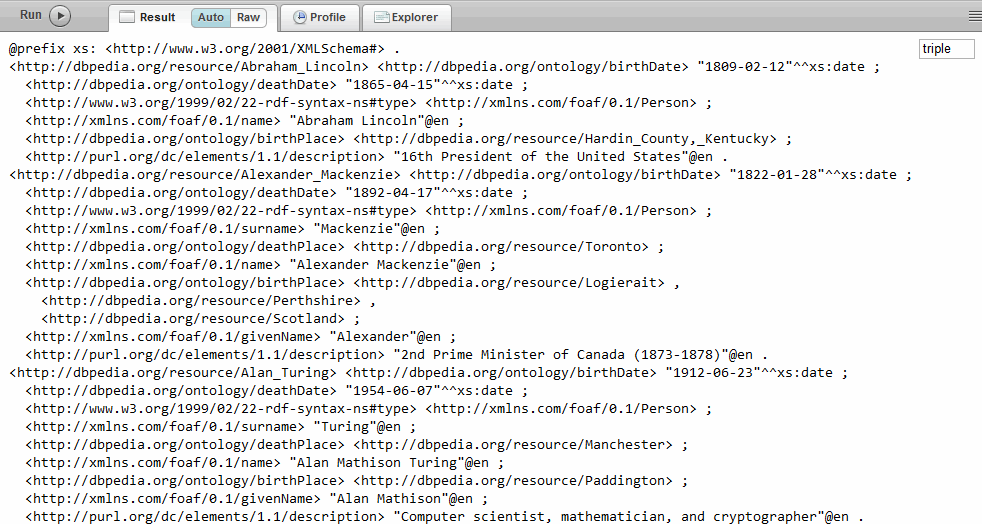 Run Result Auto Raw Profile Explorer
@prefix xs: <http://www.w3.org/2001/XMLSchema#> . triple
<http://dbpedia.org/resource/Abraham_Lincoln> <http://dbpedia.org/ontology/birthDate> "1809-02-12"^^xs:date ;
<http://dbpedia.org/ontology/deathDate> "1865-04-15"^^xs:date ;
<http://www.w3.org/1999/02/22-rdf-syntax-ns#type> <http://xmlns.com/foaf/0.1/Person> ;
<http://xmlns.com/foaf/0.1/name> "Abraham Lincoln"@en ;
<http://dbpedia.org/ontology/birthPlace> <http://dbpedia.org/resource/Hardin_County,_Kentucky> ;
<http://purl.org/dc/elements/1.1/description> "16th President of the United States"@en .
<http://dbpedia.org/resource/Alexander_Mackenzie> <http://dbpedia.org/ontology/birthDate> "1822-01-28"^^xs:date ;
<http://dbpedia.org/ontology/deathDate> "1892-04-17"^^xs:date ;
<http://www.w3.org/1999/02/22-rdf-syntax-ns#type> <http://xmlns.com/foaf/0.1/Person> ;
<http://xmlns.com/foaf/0.1/surname> "Mackenzie"@en ;
<http://dbpedia.org/ontology/deathPlace> <http://dbpedia.org/resource/Toronto> ;
<http://xmlns.com/foaf/0.1/name> "Alexander Mackenzie"@en ;
<http://dbpedia.org/ontology/birthPlace> <http://dbpedia.org/resource/Logierait> ,
<http://dbpedia.org/resource/Perthshire> ,
<http://dbpedia.org/resource/Scotland> ;
<http://xmlns.com/foaf/0.1/givenName> "Alexander"@en ;
<http://purl.org/dc/elements/1.1/description> "2nd Prime Minister of Canada (1873-1878)"@en .
<http://dbpedia.org/resource/Alan_Turing> <http://dbpedia.org/ontology/birthDate> "1912-06-23"^^xs:date ;
<http://dbpedia.org/ontology/deathDate> "1954-06-07"^^xs:date ;
<http://www.w3.org/1999/02/22-rdf-syntax-ns#type> <http://xmlns.com/foaf/0.1/Person> ;
<http://xmlns.com/foaf/0.1/surname> "Turing"@en ;
<http://dbpedia.org/ontology/deathPlace> <http://dbpedia.org/resource/Manchester> ;
<http://xmlns.com/foaf/0.1/name> "Alan Mathison Turing"@en ;
<http://dbpedia.org/ontology/birthPlace> <http://dbpedia.org/resource/Paddington> ;
<http://xmlns.com/foaf/0.1/givenName> "Alan Mathison"@en ;
<http://purl.org/dc/elements/1.1/description> "Computer scientist, mathematician, and cryptographer"@en .